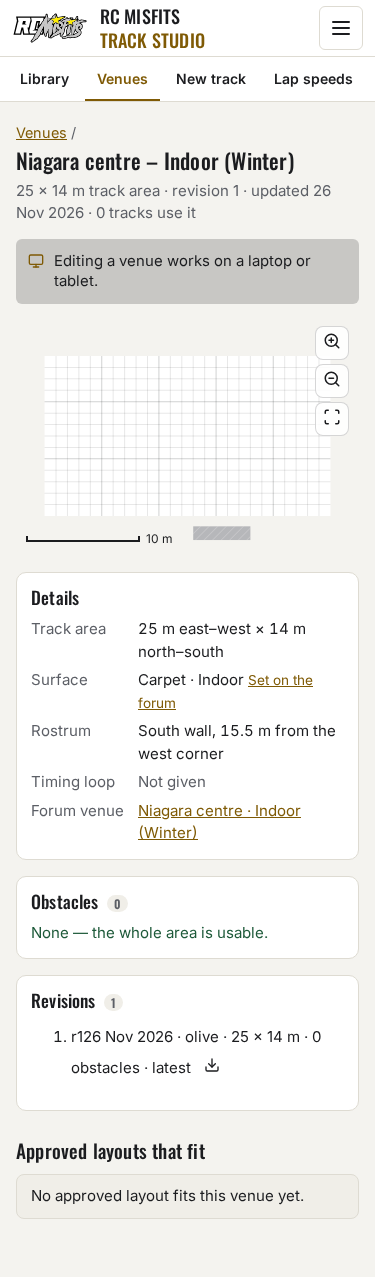 RC Misfits
RC MISFITS
TRACK STUDIO
Library Venues New track Lap speeds
Venues /
Niagara centre – Indoor (Winter)
25 × 14 m track area · revision 1 · updated 26
Nov 2026 · 0 tracks use it
Editing a venue works on a laptop or
tablet.
10 m
Details
Track area 25 m east–west × 14 m
north–south
Surface Carpet · Indoor Set on the
forum
Rostrum South wall, 15.5 m from the
west corner
Timing loop Not given
Forum venue Niagara centre · Indoor
(Winter)
Obstacles 0
None — the whole area is usable.
Revisions 1
1. r126 Nov 2026 · olive · 25 × 14 m · 0
obstacles · latest
Approved layouts that fit
No approved layout fits this venue yet.